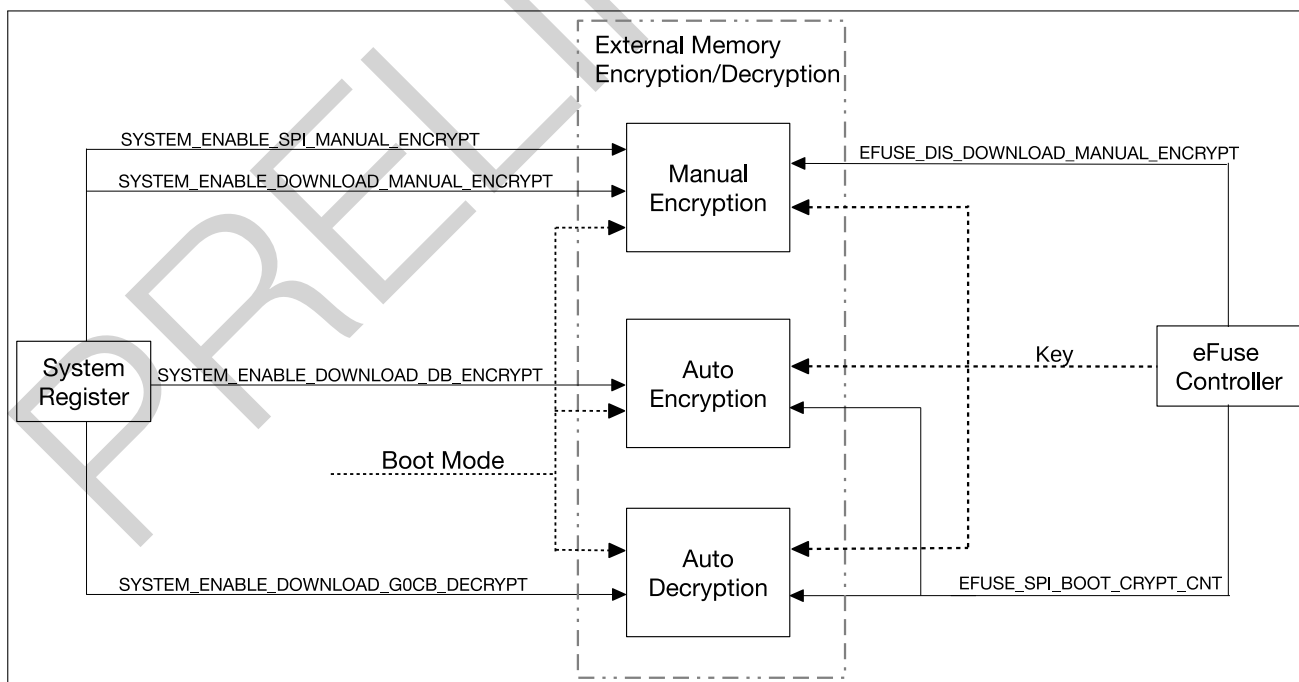 External Memory
Encryption/Decryption
SYSTEM_ENABLE_SPI_MANUAL_ENCRYPT
EFUSE_DIS_DOWNLOAD_MANUAL_ENCRYPT
SYSTEM_ENABLE_DOWNLOAD_MANUAL_ENCRYPT
Manual
Encryption
System
Register
SYSTEM_ENABLE_DOWNLOAD_DB_ENCRYPT
Auto
Encryption
Key
eFuse
Controller
Boot Mode
Auto
Decryption
SYSTEM_ENABLE_DOWNLOAD_G0CB_DECRYPT
EFUSE_SPI_BOOT_CRYPT_CNT
PRELI